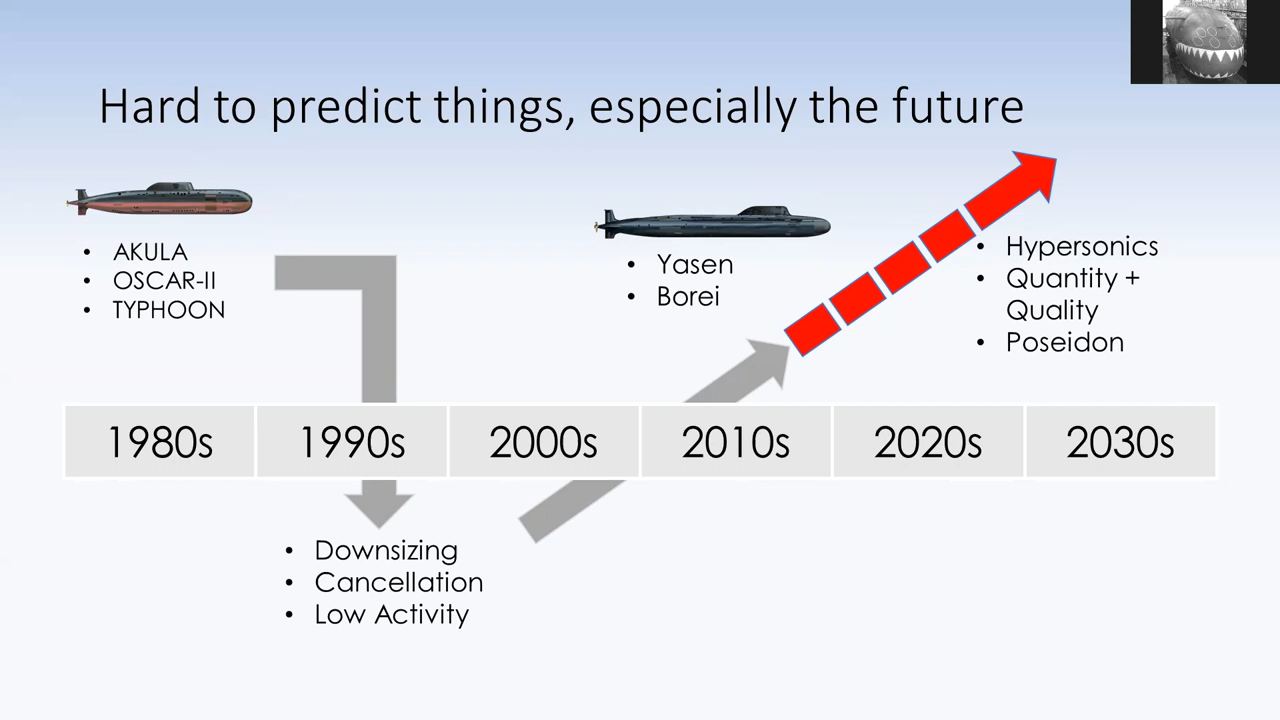 Hard to predict things, especially the future
• AKULA
• OSCAR-II
• TYPHOON
• Yasen
• Borei
• Hypersonics
• Quantity +
Quality
• Poseidon
1980s
1990s
2000s
2010s
2020s
2030s
• Downsizing
• Cancellation
• Low Activity